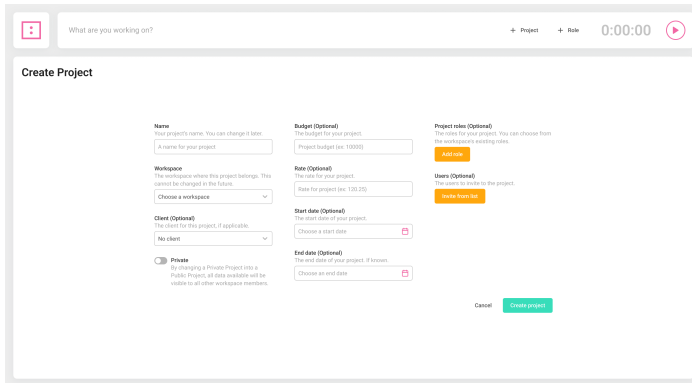 What are you working on?
+ Project
+ Role
0:00:00
Create Project
Name
Your project's name. You can change it later.
A name for your project
Workspace
The workspace where this project belongs. This
cannot be changed in the future.
Choose a workspace
Client (Optional)
The client for this project, if applicable.
No client
Private
By changing a Private Project into a
Public Project, all data available will be
visible to all other workspace members.
Budget (Optional)
The budget for your project.
Project budget (ex: 10000)
Rate (Optional)
The rate for your project.
Rate for project (ex: 120.25)
Start date (Optional)
The start date of your project.
Choose a start date
End date (Optional)
The end date of your project. If known.
Choose an end date
Project roles (Optional)
The roles for your project. You can choose from
the workspace's existing roles.
Add role
Users (Optional)
The users to invite to the project.
Invite from list
Cancel
Create project